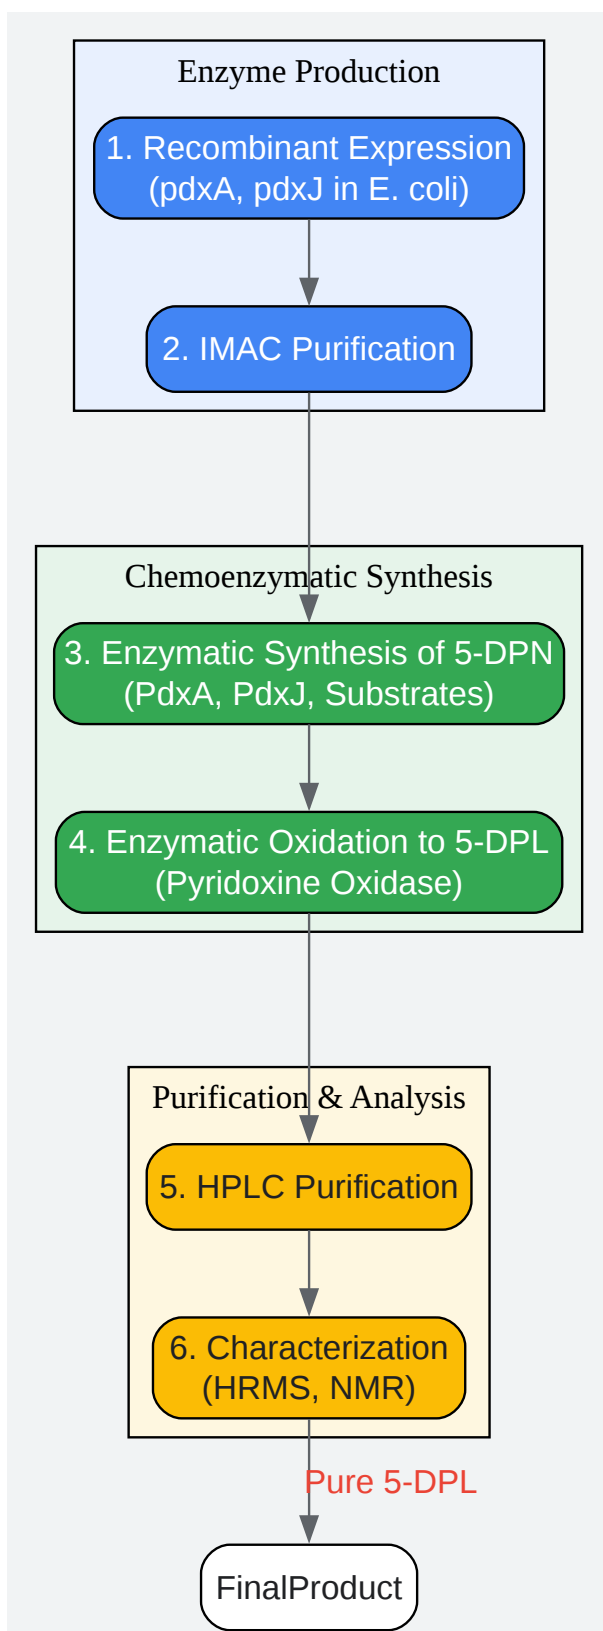 Enzyme Production
1. Recombinant Expression
(pdxA, pdxJ in E. coli)
2. IMAC Purification
Chemoenzymatic Synthesis
3. Enzymatic Synthesis of 5-DPN
(PdxA, PdxJ, Substrates)
4. Enzymatic Oxidation to 5-DPL
(Pyridoxine Oxidase)
Purification & Analysis
5. HPLC Purification
6. Characterization
(HRMS, NMR)
Pure 5-DPL
FinalProduct